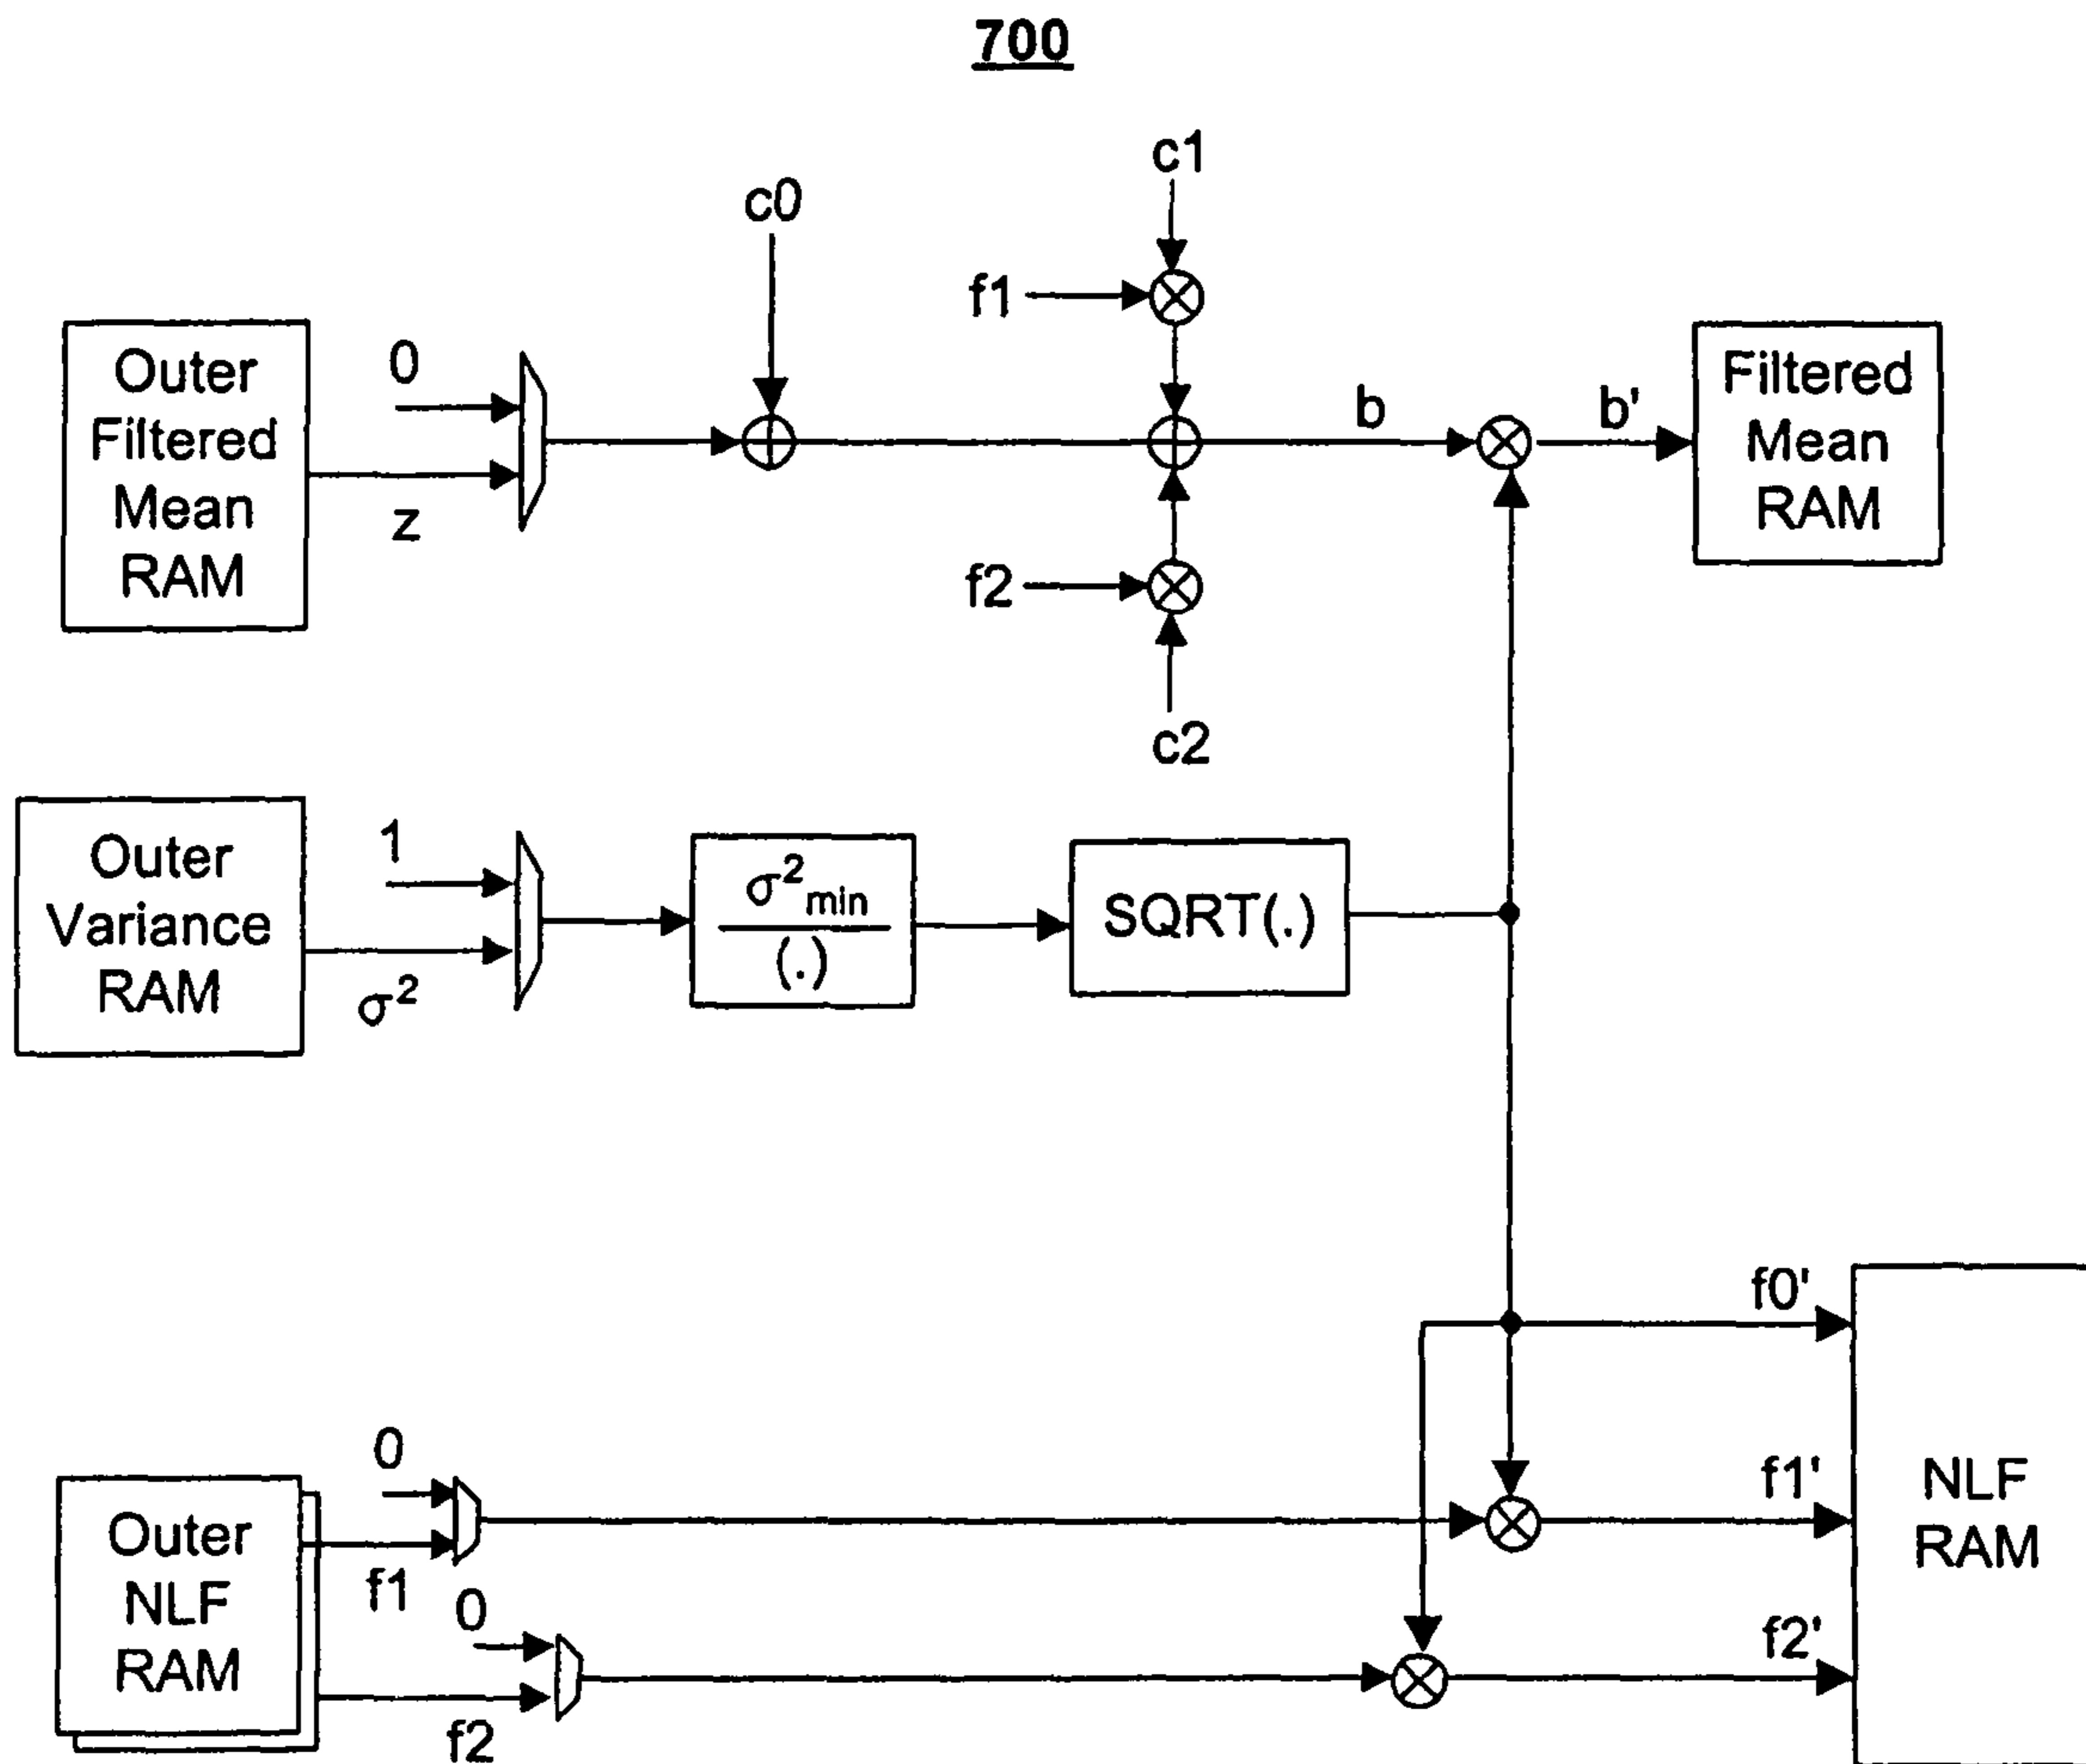 700
c1
c0
f1
Outer
Filtered
Mean
RAM
0
z
b
b'
Filtered
Mean
RAM
f2
c2
Outer
Variance
RAM
1
σ²
σ²min
(.)
SQRT(.)
f0'
Outer
NLF
RAM
0
f1
0
f2
f1'
f2'
NLF
RAM